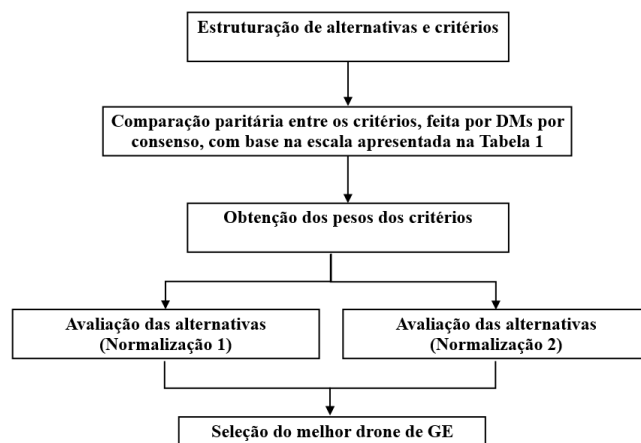 Estruturação de alternativas e critérios
Comparação paritária entre os critérios, feita por DMs por
consenso, com base na escala apresentada na Tabela 1
Obtenção dos pesos dos critérios
Avaliação das alternativas
(Normalização 1)
Avaliação das alternativas
(Normalização 2)
Seleção do melhor drone de GE